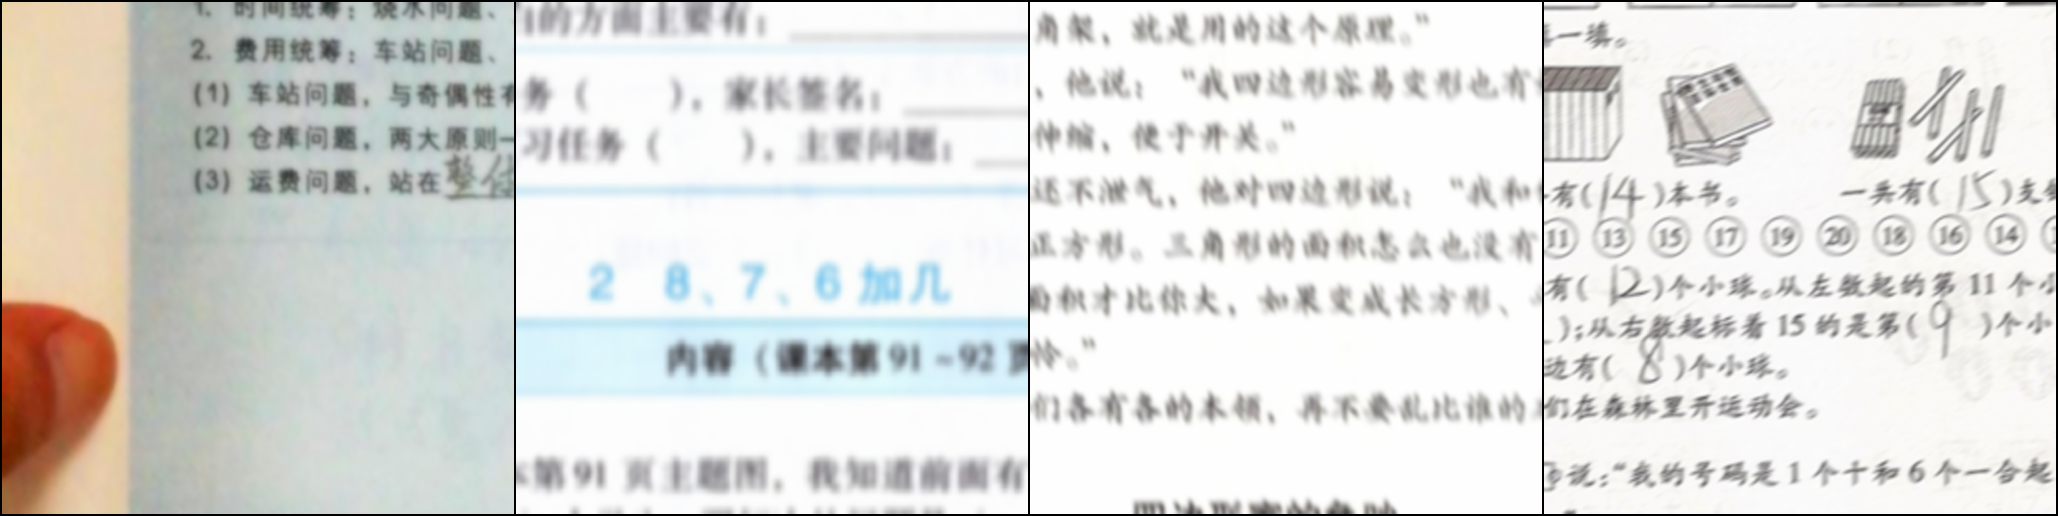 1. 时间统筹；烧水问题、
2. 费用统筹；车站问题、
(1) 车站问题，与奇偶性有
(2) 仓库问题，两大原则一
(3) 运费问题，站在
的方面主要有：
务（　　），家长签名：
习任务（　　），主要问题：
2 8、7、6 加几
内容（课本第 91 ~ 92 页
第 91 页主题图，我知道前面有
角架，就是用的这个原理。”
，他说：“我四边形容易变形也有
伸缩，便于开关。”
还不泄气，他对四边形说：“我和
正方形。三角形的面积怎么也没有
面积才比你大，如果变成长方形、
怜。”
们各有各的本领，再不要乱比谁的
一填。
有(14)本书。　一共有(15)支
11 13 15 17 19 20 18 16 14
有(12)个小球。从左数起的第 11 个小
);从右数起标着 15 的是第(9)个小
边有(8)个小球。
们在森林里开运动会。
说：“我的号码是 1 个十和 6 个一合起